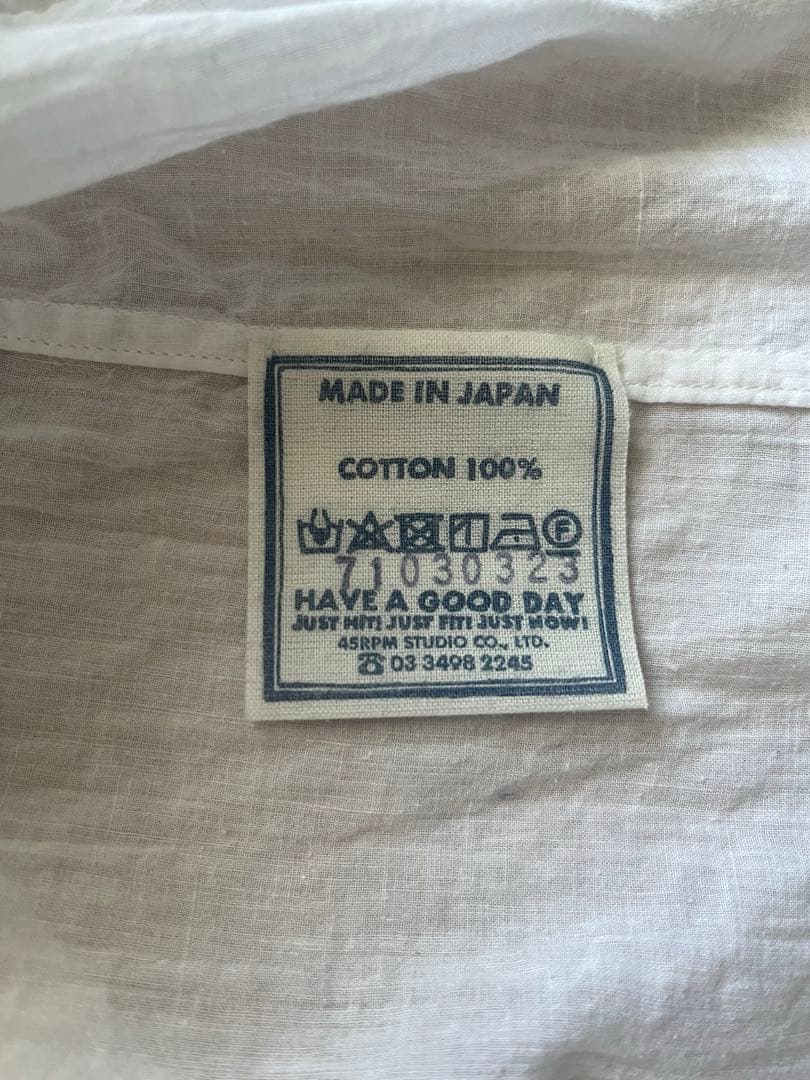 MADE IN JAPAN
COTTON 100%
F
71030323
HAVE A GOOD DAY
JUST HIT! JUST FIT! JUST NOW!
45RPM STUDIO CO., LTD.
☎ 03 3498 2245